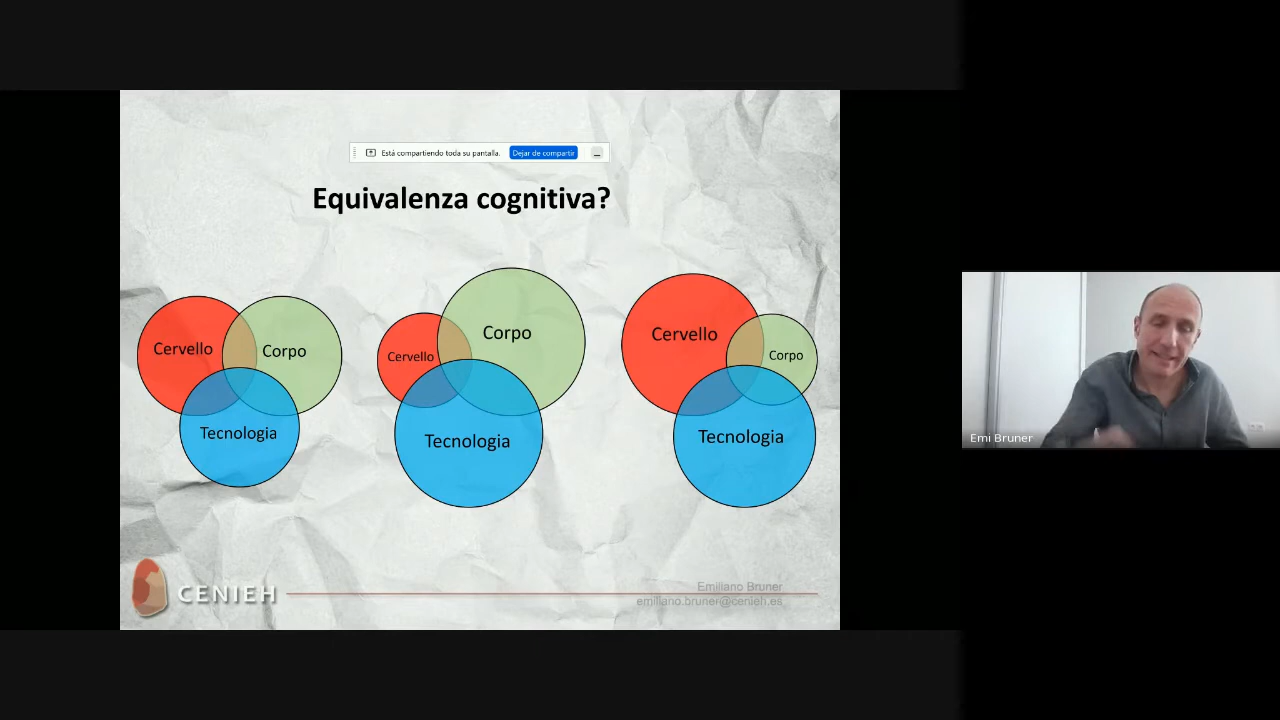 Está compartiendo toda su pantalla.
Dejar de compartir
Equivalenza cognitiva?
Cervello
Corpo
Tecnologia
Cervello
Corpo
Tecnologia
Cervello
Corpo
Tecnologia
CENIEH
Emiliano Bruner
emiliano.bruner@cenieh.es
Emi Bruner